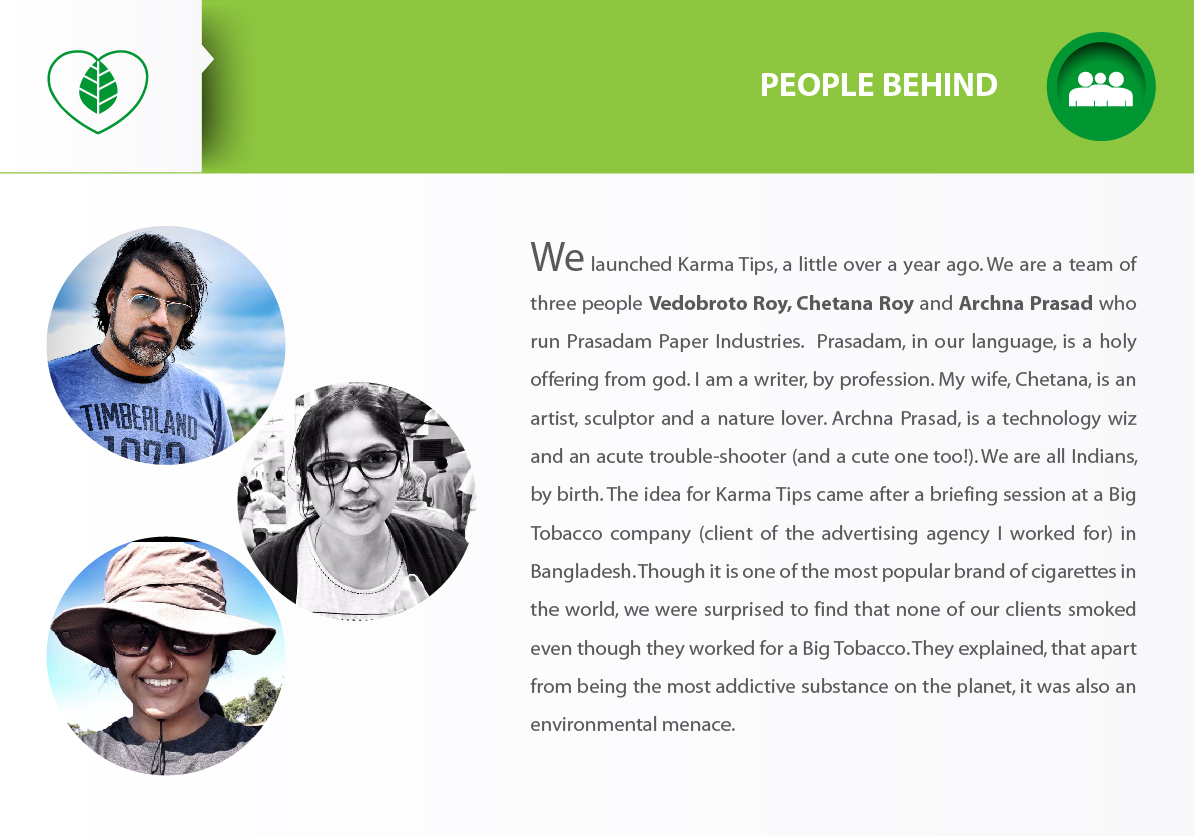 PEOPLE BEHIND
We launched Karma Tips, a little over a year ago. We are a team of
three people Vedobroto Roy, Chetana Roy and Archna Prasad who
run Prasadam Paper Industries. Prasadam, in our language, is a holy
offering from god. I am a writer, by profession. My wife, Chetana, is an
artist, sculptor and a nature lover. Archna Prasad, is a technology wiz
and an acute trouble-shooter (and a cute one too!). We are all Indians,
by birth. The idea for Karma Tips came after a briefing session at a Big
Tobacco company (client of the advertising agency I worked for) in
Bangladesh. Though it is one of the most popular brand of cigarettes in
the world, we were surprised to find that none of our clients smoked
even though they worked for a Big Tobacco. They explained, that apart
from being the most addictive substance on the planet, it was also an
environmental menace.
TIMBERLAND
1973